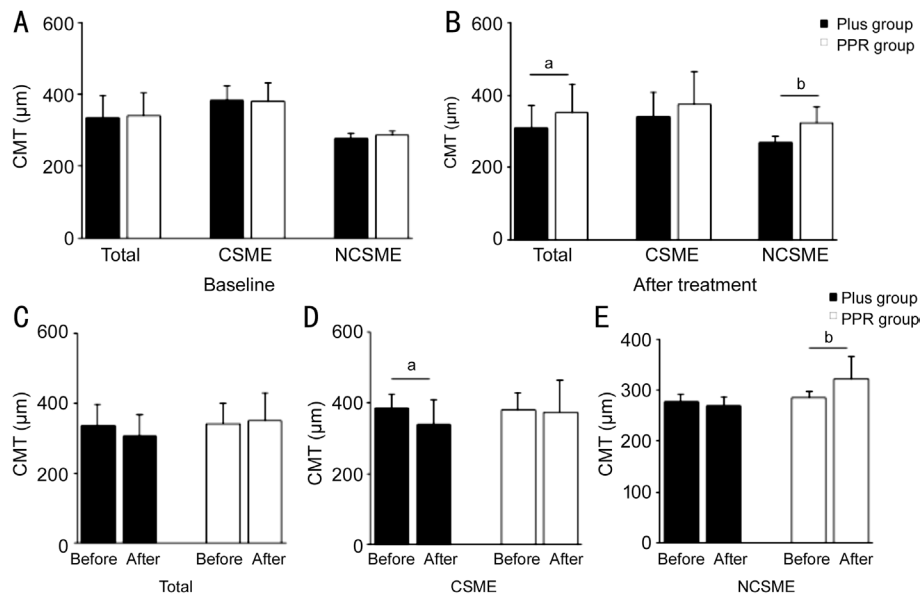 A
600
400
200
0
CMT (μm)
Total
CSME
NCSME
Baseline
B
600
400
200
0
CMT (μm)
a
b
Plus group
PPR group
Total
CSME
NCSME
After treatment
C
600
400
200
0
CMT (μm)
Before After
Before After
Total
D
600
400
200
0
CMT (μm)
a
Before After
Before After
CSME
E
400
300
200
100
0
CMT (μm)
b
Plus group
PPR group
Before After
Before After
NCSME